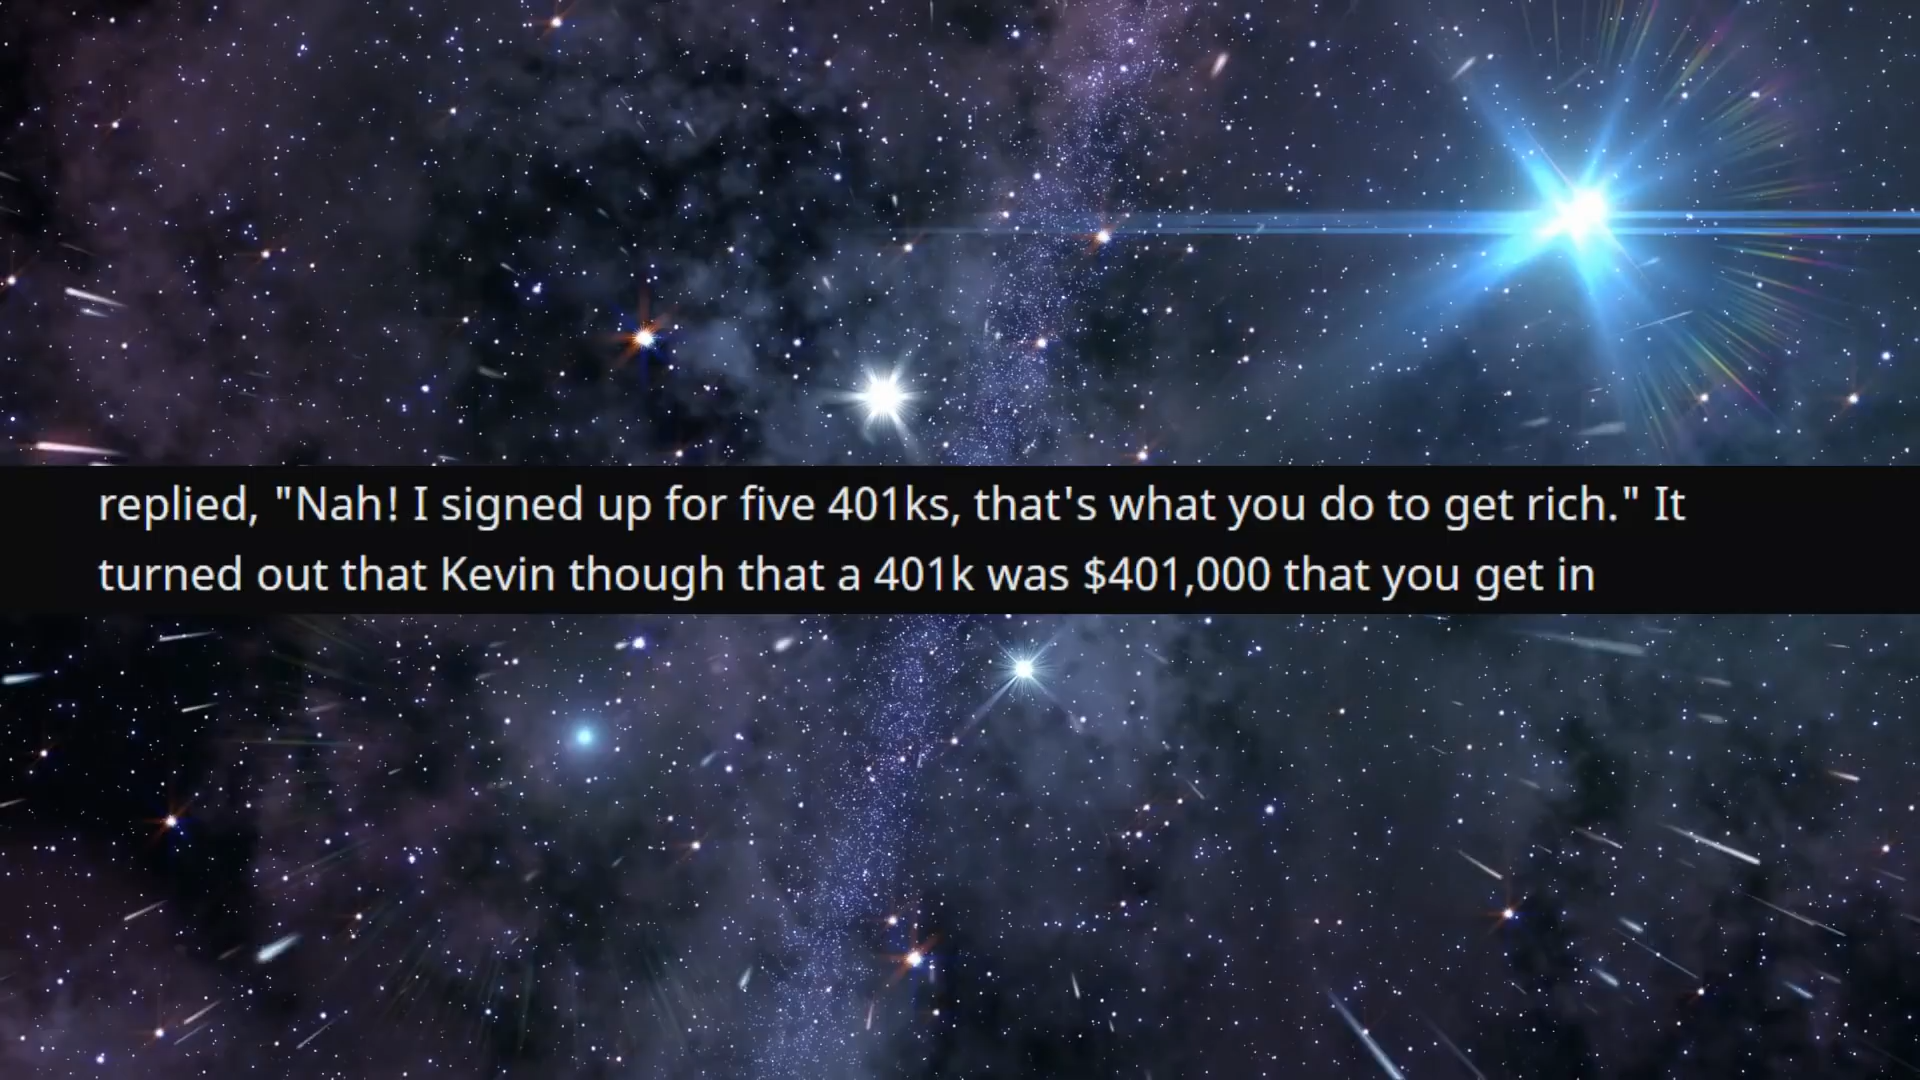 replied, "Nah! I signed up for five 401ks, that's what you do to get rich." It
turned out that Kevin though that a 401k was $401,000 that you get in